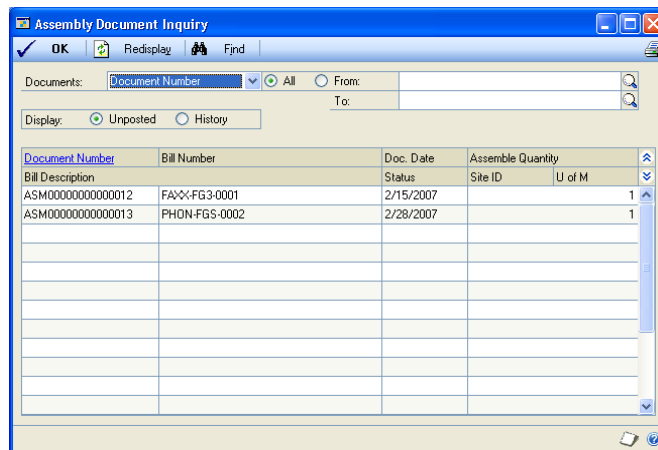 Assembly Document Inquiry
OK Redisplay Find
Documents: Document Number All From:
To:
Display: Unposted History
Document Number Bill Number Doc. Date Assemble Quantity
Bill Description Status Site ID U of M
ASM00000000000012 FAXX-FG3-0001 2/15/2007 1
ASM00000000000013 PHON-FGS-0002 2/28/2007 1